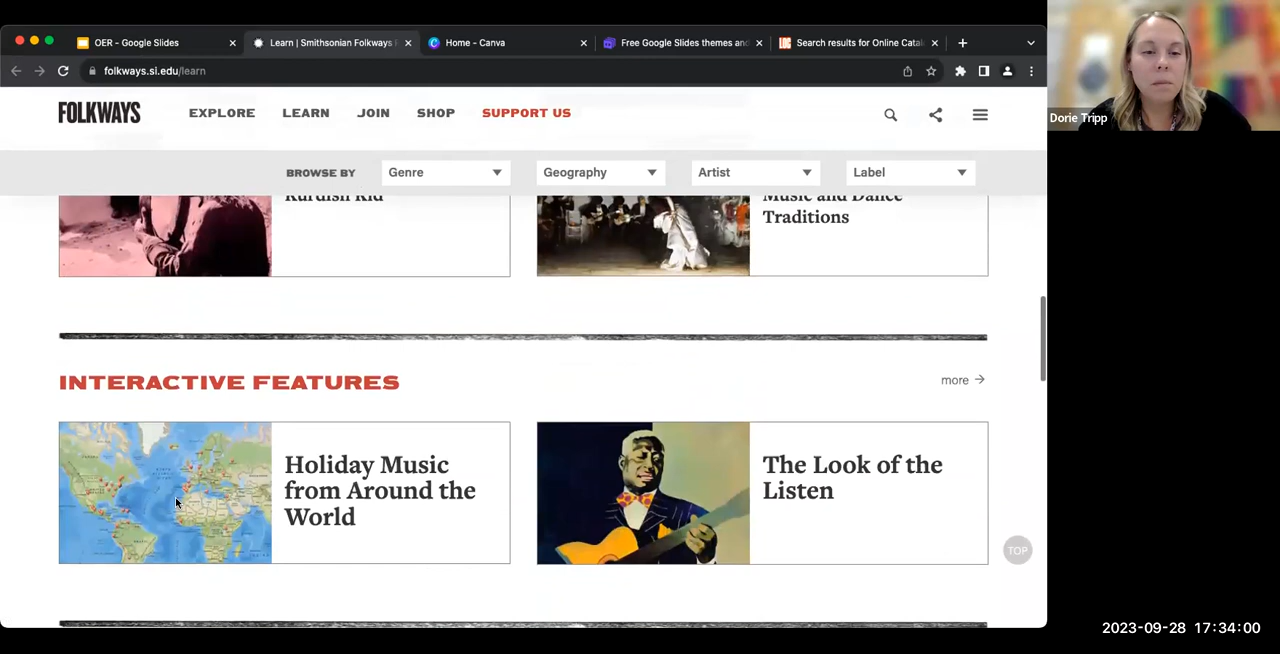 OER - Google Slides
Learn | Smithsonian Folkways
Home - Canva
Free Google Slides themes and
Search results for Online Cata
folkways.si.edu/learn
FOLKWAYS
EXPLORE
LEARN
JOIN
SHOP
SUPPORT US
BROWSE BY
Genre
Geography
Artist
Label
Kurdish Kid
Music and Dance
Traditions
INTERACTIVE FEATURES
more →
Holiday Music
from Around the
World
The Look of the
Listen
TOP
Dorie Tripp
2023-09-28 17:34:00